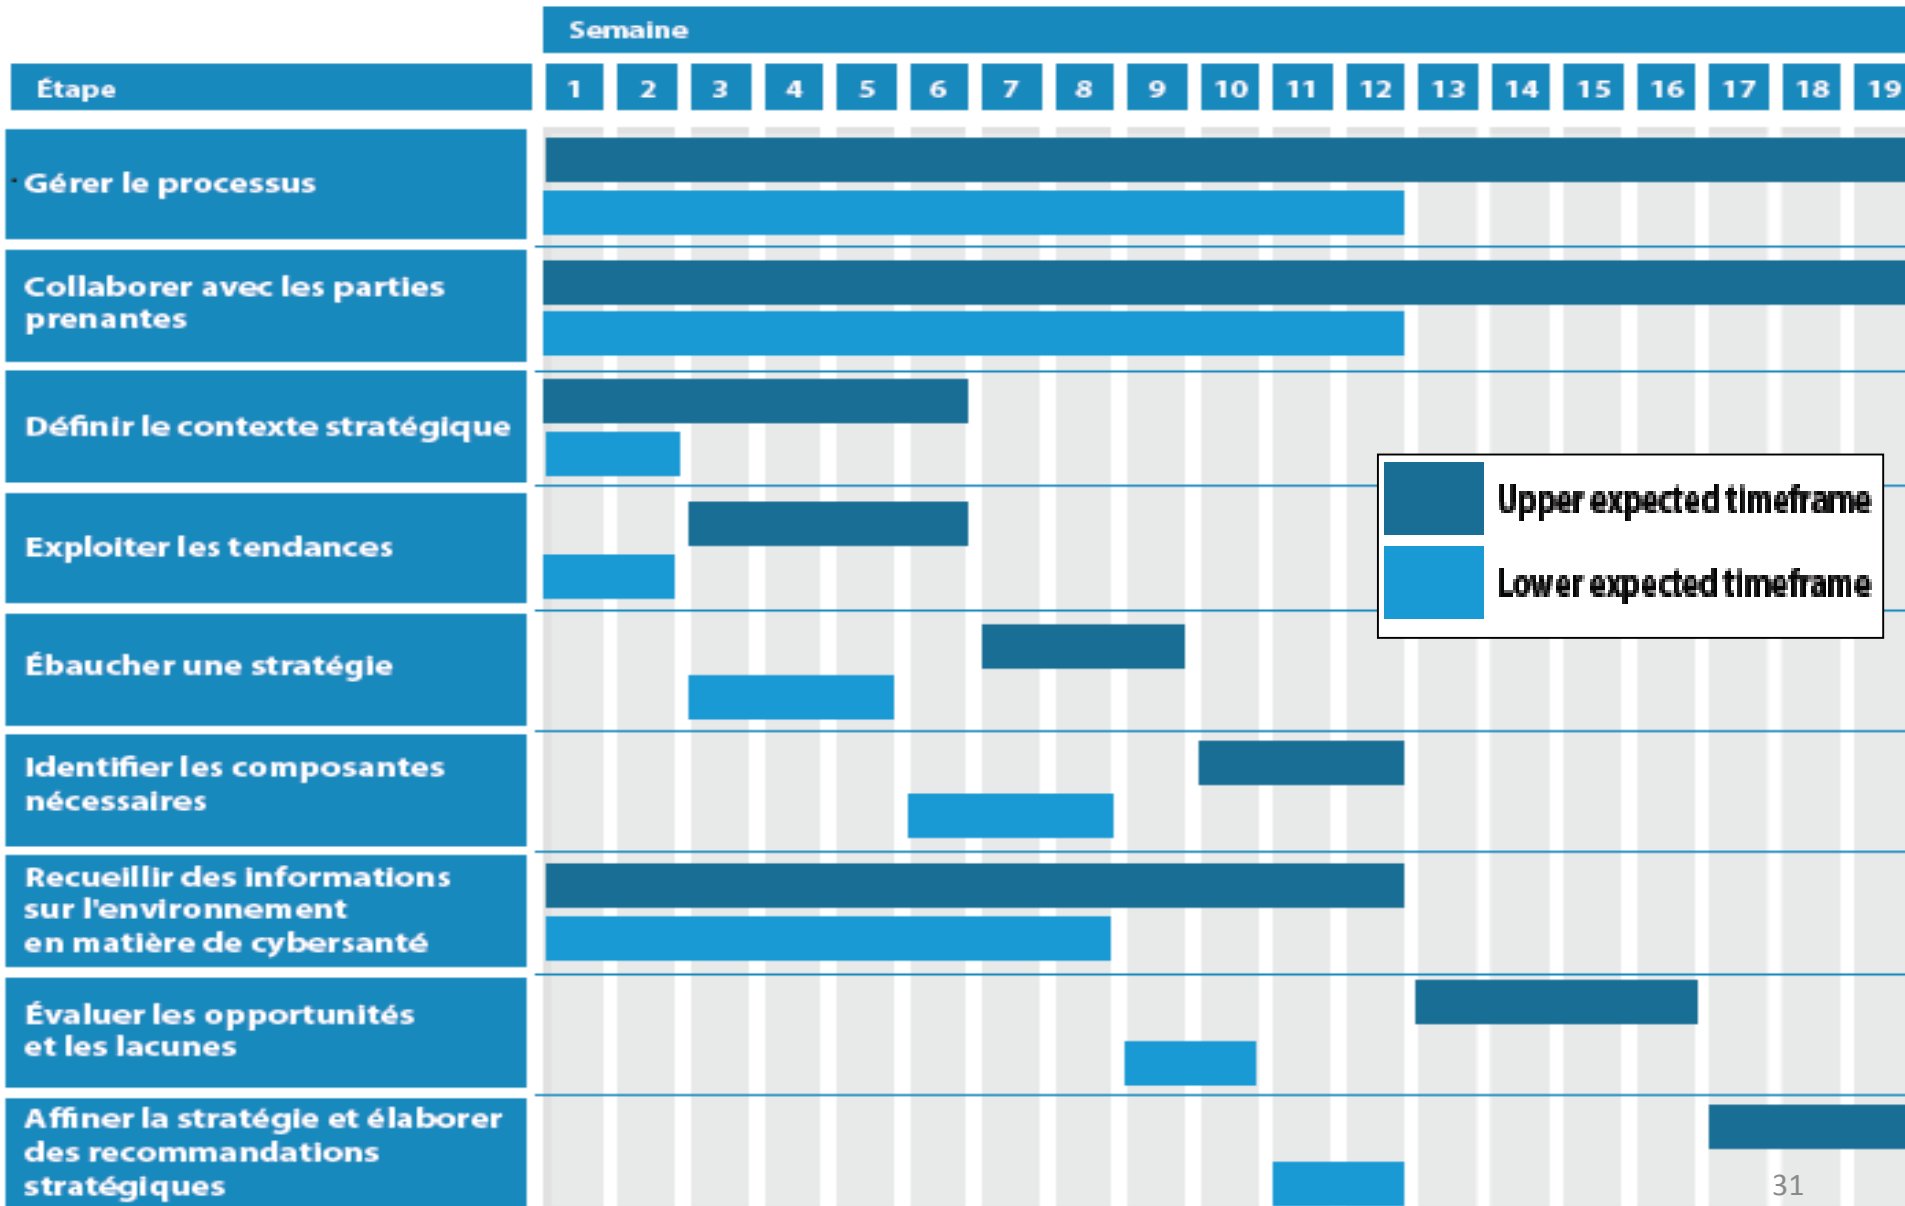 Semaine
Étape
1 2 3 4 5 6 7 8 9 10 11 12 13 14 15 16 17 18 19
Gérer le processus
Collaborer avec les parties
prenantes
Définir le contexte stratégique
Exploiter les tendances
Upper expected timeframe
Lower expected timeframe
Ébaucher une stratégie
Identifier les composantes
nécessaires
Recueillir des informations
sur l'environnement
en matière de cybersanté
Évaluer les opportunités
et les lacunes
Affiner la stratégie et élaborer
des recommandations
stratégiques
31